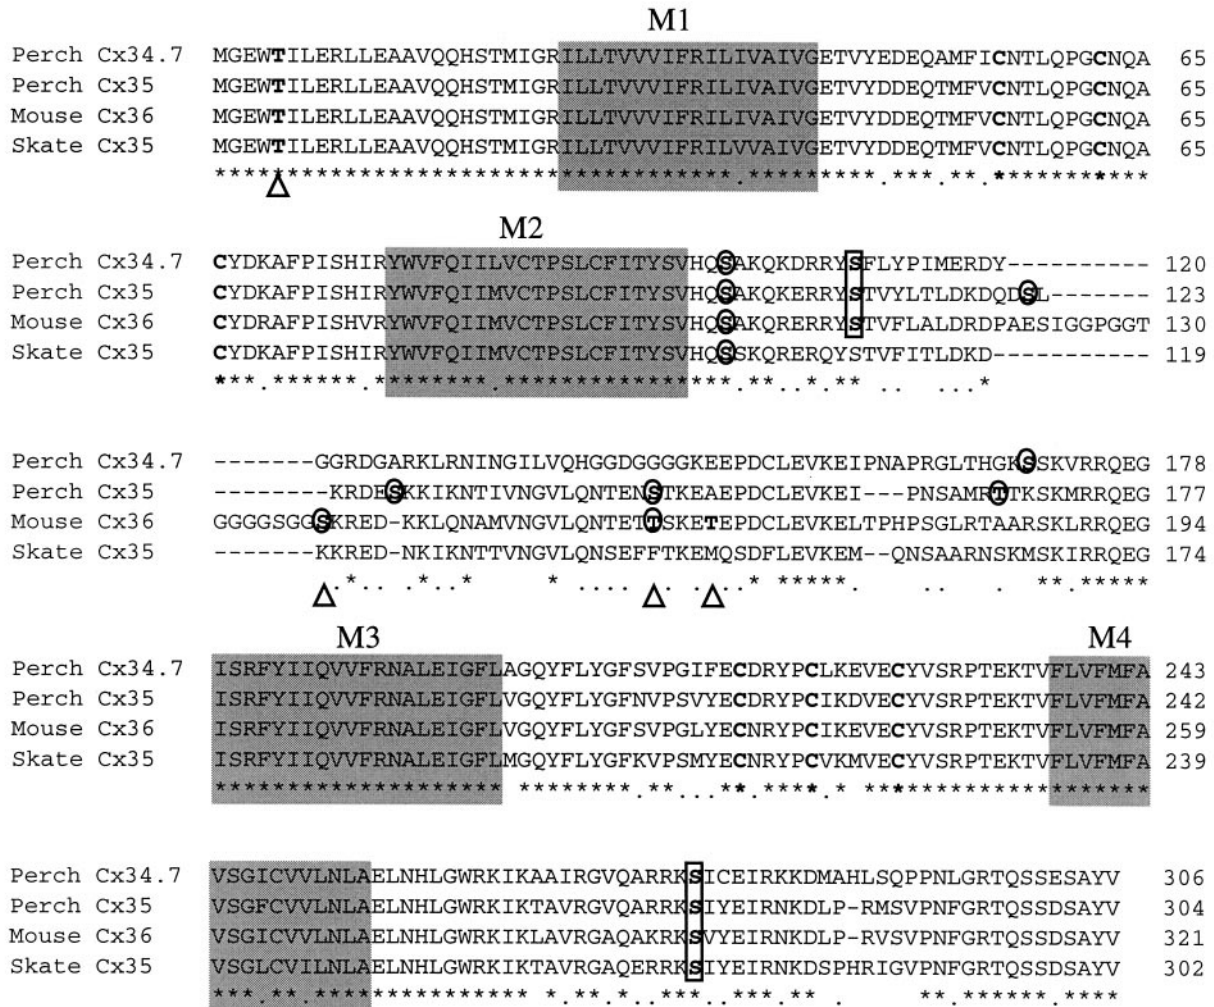 M1
Perch Cx34.7 MGEWTILERLLEAAVQQHSTMIGRILLTVVVIFRILIVAIVGETVYEDEQAMFICNTLQPGCNQA 65
Perch Cx35 MGEWTILERLLEAAVQQHSTMIGRILLTVVVIFRILIVAIVGETVYDDEQTMFVCNTLQPGCNQA 65
Mouse Cx36 MGEWTILERLLEAAVQQHSTMIGRILLTVVVIFRILIVAIVGETVYDDEQTMFVCNTLQPGCNQA 65
Skate Cx35 MGEWTILERLLEAAVQQHSTMIGRILLTVVVIFRILVVAIVGETVYDDEQTMFVCNTLQPGCNQA 65
************************************.*********.***.**.***********
Δ
M2
Perch Cx34.7 CYDKAFPISHIRYWVFQIILVCTPSLCFITYSVHQSAKQKDRRYSFLYPIMERDY---------- 120
Perch Cx35 CYDKAFPISHIRYWVFQIIMVCTPSLCFITYSVHQSAKQKERRYSTVYLTLDKDQDSL------- 123
Mouse Cx36 CYDRAFPISHVRYWVFQIIMVCTPSLCFITYSVHQSAKQRERRYSTVFLALDRDPAESIGGPGGT 130
Skate Cx35 CYDKAFPISHIRYWVFQIIMVCTPSLCFITYSVHQSSKQRERQYSTVFITLDKD----------- 119
***.******.********.****************.**..*.** .. ...*
Perch Cx34.7 -------GGRDGARKLRNINGILVQHGGDGGGGGKEEPDCLEVKEIPNAPRGLTHGKSSKVRRQEG 178
Perch Cx35 --------KRDESKKIKNTIVNGVLQNTENSTKEAEPDCLEVKEI---PNSAMRTTKSKMRRQEG 177
Mouse Cx36 GGGGSGGSKRED-KKLQNAMVNGVLQNTETTSKETEPDCLEVKELTPHPSGLRTAARSKLRRQEG 194
Skate Cx35 -------KKRED-NKIKNTTVNGVLQNSEFFTKEMQSDFLEVKEM--QNSAARNSKMSKIRRQEG 174
.*.. .*..* * .... . . ...* *****. . . **.*****
Δ Δ Δ
M3 M4
Perch Cx34.7 ISRFYIIQVVFRNALEIGFLAGQYFLYGFSVPGIFECDRYPCLKEVECYVSRPTEKTVFLVFMFA 243
Perch Cx35 ISRFYIIQVVFRNALEIGFLVGQYFLYGFNVPSVYECDRYPCIKDVECYVSRPTEKTVFLVFMFA 242
Mouse Cx36 ISRFYIIQVVFRNALEIGFLVGQYFLYGFSVPGLYECNRYPCIKEVECYVSRPTEKTVFLVFMFA 259
Skate Cx35 ISRFYIIQVVFRNALEIGFLMGQYFLYGFKVPSMYECNRYPCVKMVECYVSRPTEKTVFLVFMFA 239
******************** ********.**...**.****.* *********************
Perch Cx34.7 VSGICVVLNLAELNHLGWRKIKAAIRGVQARRKSICEIRKKDMAHLSQPPNLGRTQSSESAYV 306
Perch Cx35 VSGFCVVLNLAELNHLGWRKIKTAVRGVQARRKSIYEIRNKDLP-RMSVPNFGRTQSSDSAYV 304
Mouse Cx36 VSGICVVLNLAELNHLGWRKIKLAVRGAQAKRKSVYEIRNKDLP-RVSVPNFGRTQSSDSAYV 321
Skate Cx35 VSGLCVILNLAELNHLGWRKIKTAVRGAQERRKSIYEIRNKDSPHRIGVPNFGRTQSSDSAYV 302
***.**.*************** *.**.*.***. ***.** . **.******.****